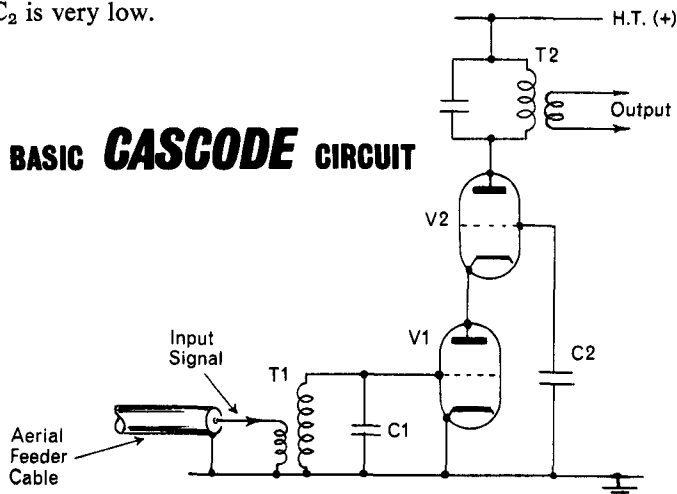 C₂ is very low.
H.T. (+)
T2
Output
BASIC CASCODE CIRCUIT
V2
V1
Input
Signal
T1
C2
C1
Aerial
Feeder
Cable